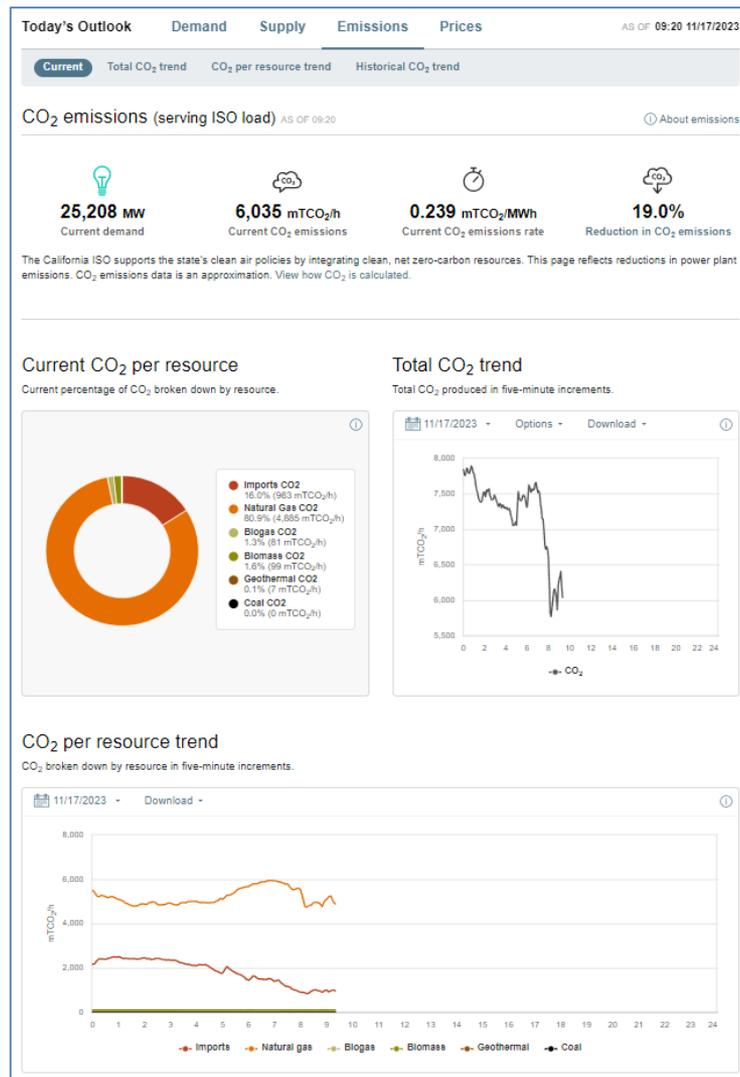 Today's Outlook Demand Supply Emissions Prices AS OF 09:20 11/17/2023
Current Total CO₂ trend CO₂ per resource trend Historical CO₂ trend
CO₂ emissions (serving ISO load) AS OF 09:20 About emissions
CO₂ CO₂
25,208 MW 6,035 mTCO₂/h 0.239 mTCO₂/MWh 19.0%
Current demand Current CO₂ emissions Current CO₂ emissions rate Reduction in CO₂ emissions
The California ISO supports the state's clean air policies by integrating clean, net zero-carbon resources. This page reflects reductions in power plant
emissions. CO₂ emissions data is an approximation. View how CO₂ is calculated.
Current CO₂ per resource
Current percentage of CO₂ broken down by resource.
Imports CO2
16.0% (963 mTCO₂/h)
Natural Gas CO2
80.9% (4,885 mTCO₂/h)
Biogas CO2
1.3% (81 mTCO₂/h)
Biomass CO2
1.6% (99 mTCO₂/h)
Geothermal CO2
0.1% (7 mTCO₂/h)
Coal CO2
0.0% (0 mTCO₂/h)
Total CO₂ trend
Total CO₂ produced in five-minute increments.
11/17/2023 Options Download
8,000
7,500
7,000
6,500
6,000
5,500
mTCO₂/h
0 2 4 6 8 10 12 14 16 18 20 22 24
CO₂
CO₂ per resource trend
CO₂ broken down by resource in five-minute increments.
11/17/2023 Download
8,000
6,000
4,000
2,000
0
mTCO₂/h
0 1 2 3 4 5 6 7 8 9 10 11 12 13 14 15 16 17 18 19 20 21 22 23 24
Imports Natural gas Biogas Biomass Geothermal Coal